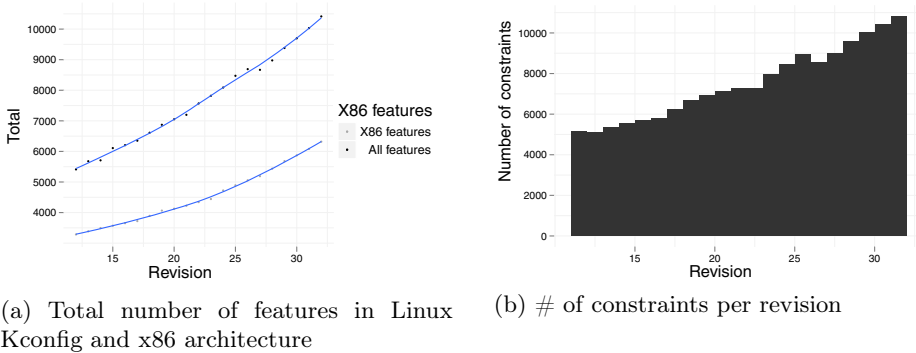 10000
9000
8000
7000
6000
5000
4000
Total
15 20 25 30
Revision
X86 features
X86 features
All features
10000
8000
6000
4000
2000
0
Number of constraints
15 20 25 30
Revision
(a) Total number of features in Linux
Kconfig and x86 architecture
(b) # of constraints per revision